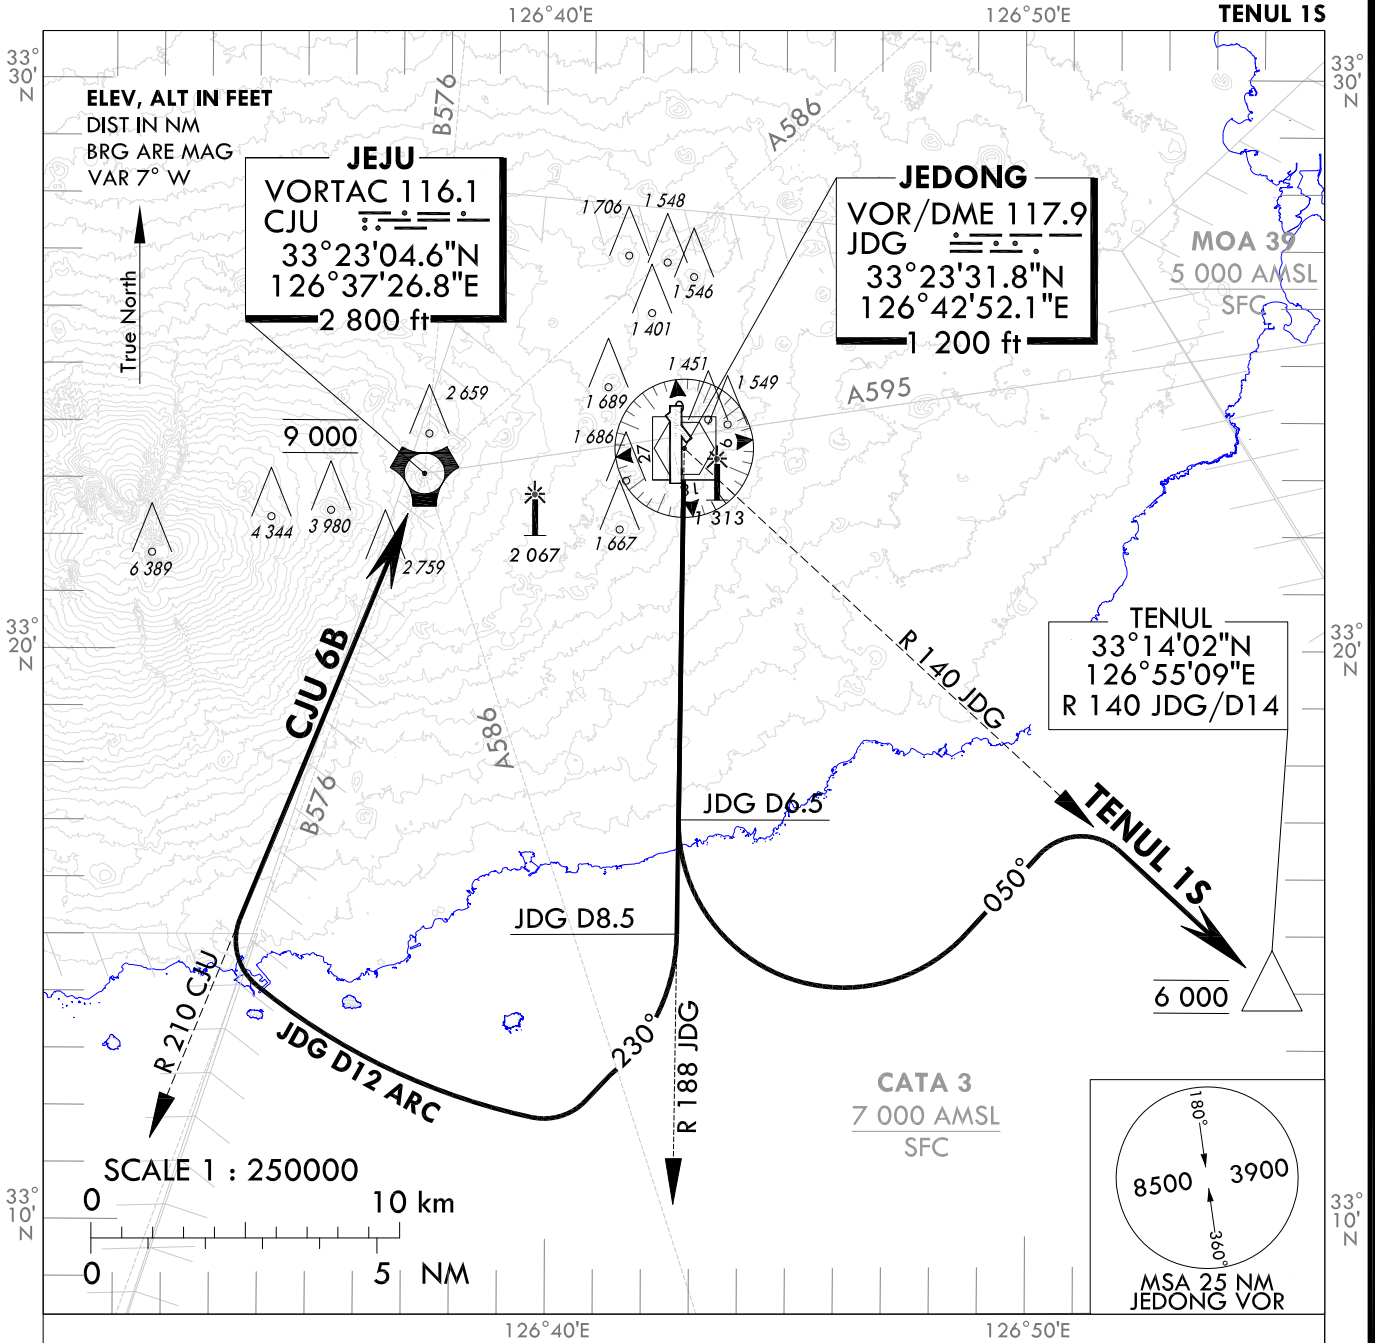 126°40'E
126°50'E
TENUL 1S
33°
30'
N
33°
30'
N
ELEV, ALT IN FEET
DIST IN NM
BRG ARE MAG
VAR 7° W
True North
B576
A586
JEJU
VORTAC 116.1
CJU
33°23'04.6"N
126°37'26.8"E
2 800 ft
JEDONG
VOR/DME 117.9
JDG
33°23'31.8"N
126°42'52.1"E
1 200 ft
MOA 39
5 000 AMSL
SFC
1 706
1 548
1 546
1 401
1 451
1 549
1 689
1 686
2 659
A595
9 000
27
9
18
1 313
4 344
3 980
6 389
2 759
2 067
1 667
33°
20'
N
33°
20'
N
TENUL
33°14'02"N
126°55'09"E
R 140 JDG/D14
R 140 JDG
CJU 6B
A586
B576
JDG D6.5
TENUL 1S
050°
JDG D8.5
6 000
R 210 CJU
JDG D12 ARC
230°
R 188 JDG
CATA 3
7 000 AMSL
SFC
SCALE 1 : 250000
0 10 km
0 5 NM
33°
10'
N
33°
10'
N
180°
8500 3900
360°
MSA 25 NM
JEDONG VOR
126°40'E
126°50'E